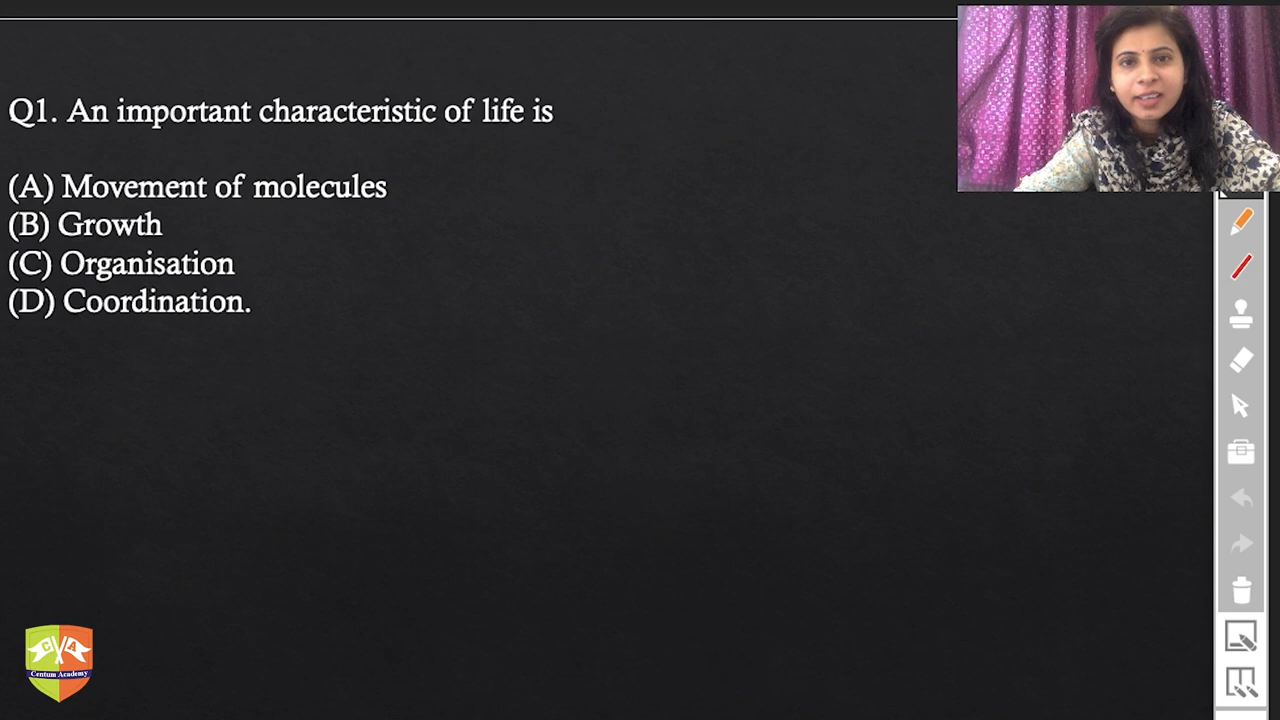 Q1. An important characteristic of life is
(A) Movement of molecules
(B) Growth
(C) Organisation
(D) Coordination.
C A
Centum Academy